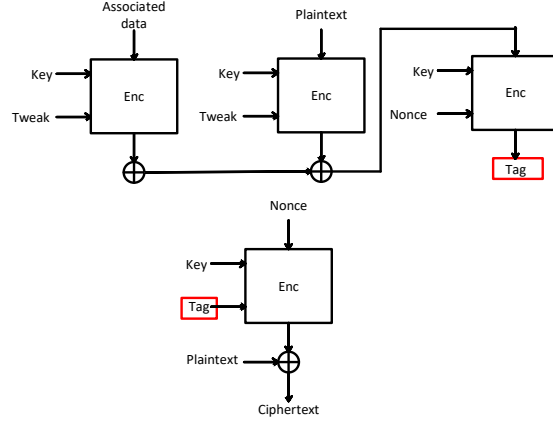 Associated
data
Plaintext
Key
Enc
Tweak
Key
Enc
Tweak
Key
Enc
Nonce
Tag
Nonce
Key
Enc
Tag
Plaintext
Ciphertext